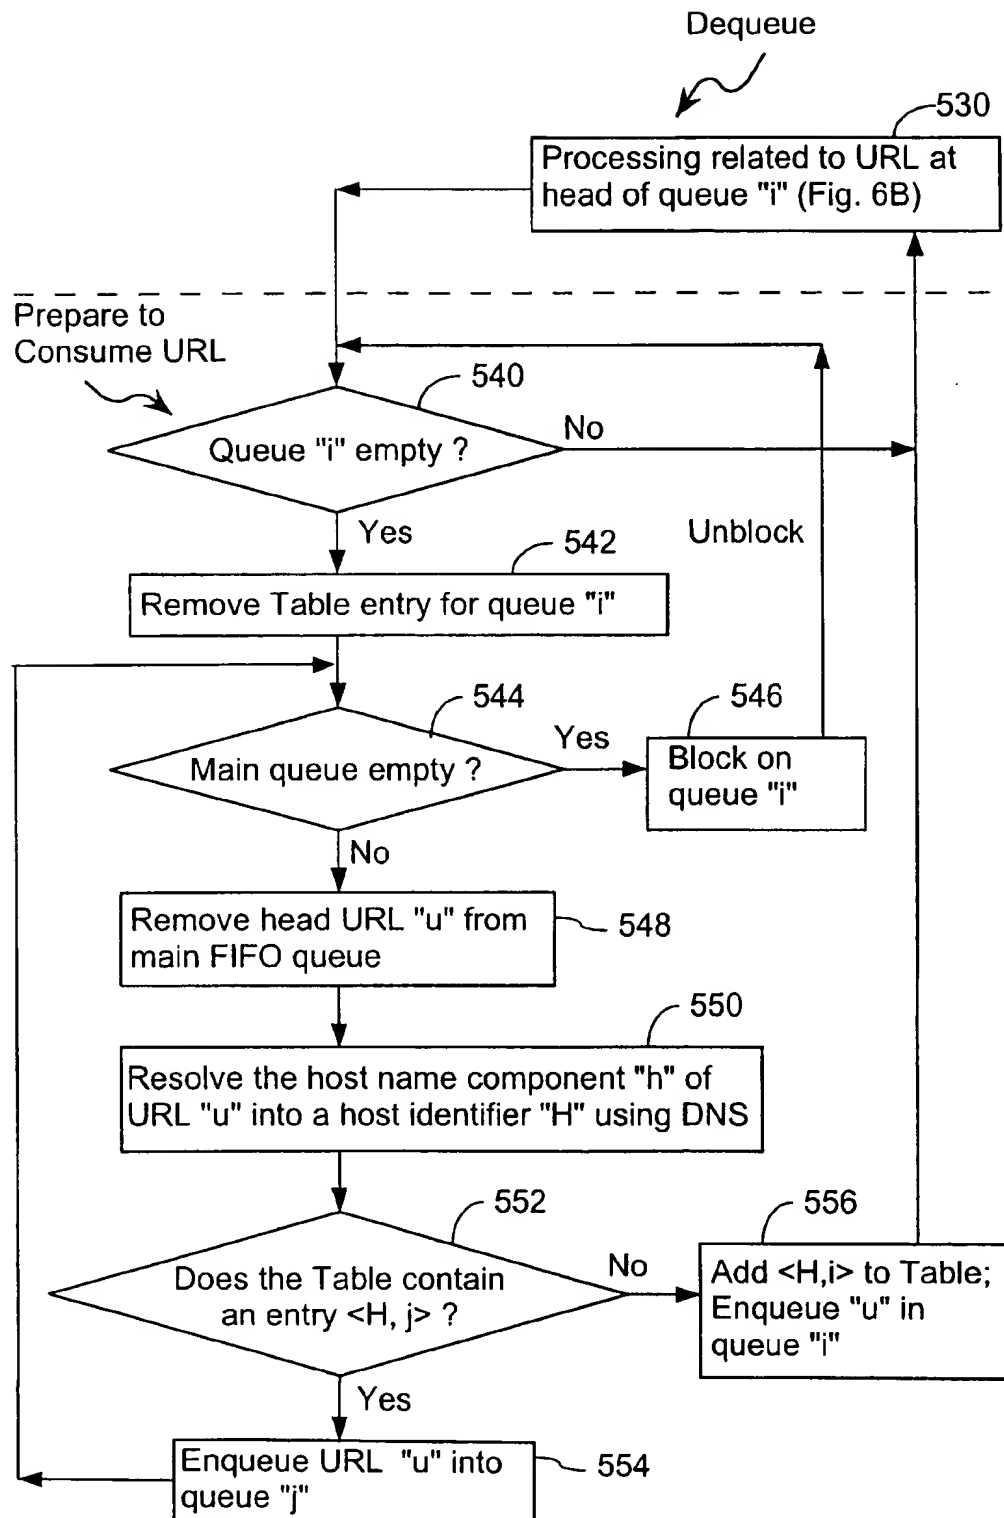 Dequeue
530
Processing related to URL at
head of queue "i" (Fig. 6B)
Prepare to
Consume URL
540
Queue "i" empty ?
No
Yes
Unblock
542
Remove Table entry for queue "i"
544
Main queue empty ?
Yes
546
Block on
queue "i"
No
Remove head URL "u" from
main FIFO queue
548
550
Resolve the host name component "h" of
URL "u" into a host identifier "H" using DNS
552
Does the Table contain
an entry <H, j> ?
No
556
Add <H,i> to Table;
Enqueue "u" in
queue "i"
Yes
Enqueue URL "u" into
queue "j"
554